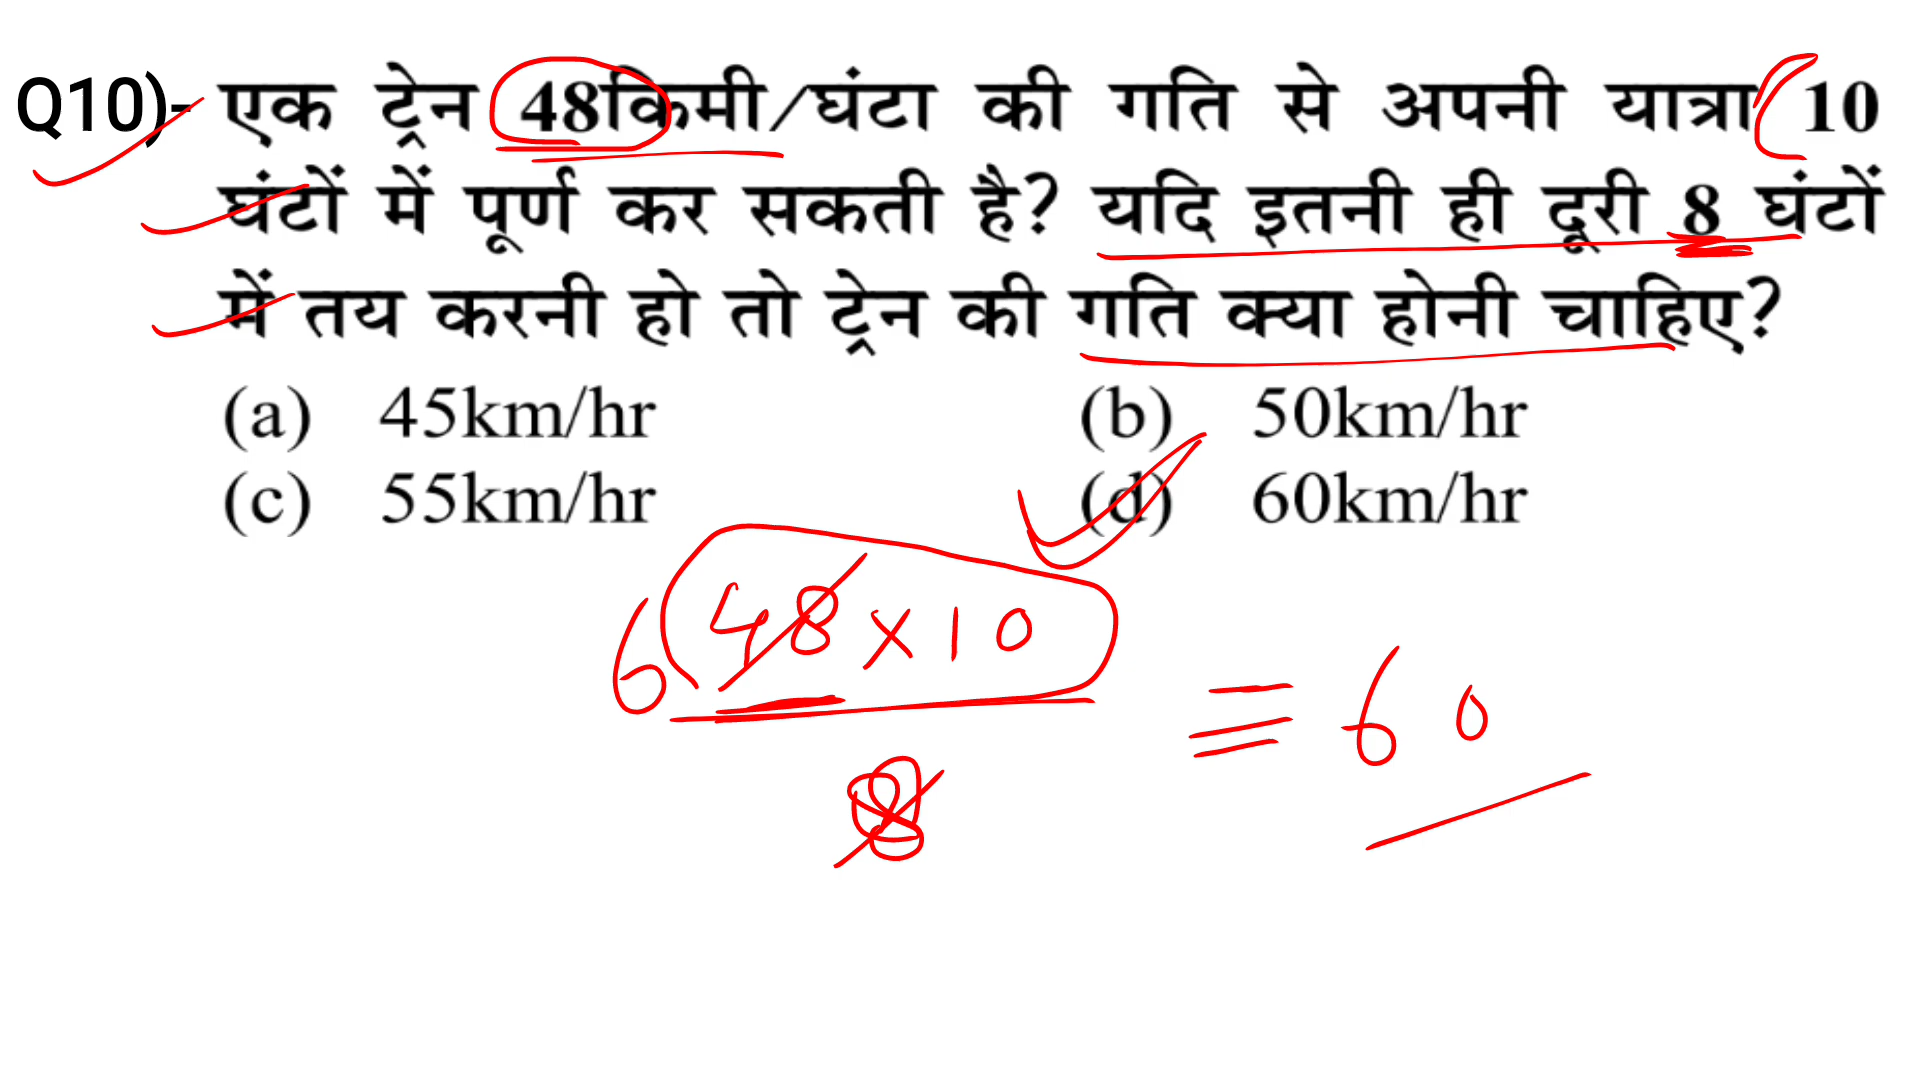 Q10)- एक ट्रेन 48किमी/घंटा की गति से अपनी यात्रा 10
घंटों में पूर्ण कर सकती है? यदि इतनी ही दूरी 8 घंटों
में तय करनी हो तो ट्रेन की गति क्या होनी चाहिए?
(a) 45km/hr (b) 50km/hr
(c) 55km/hr (d) 60km/hr
6 48 x 10
8
= 60